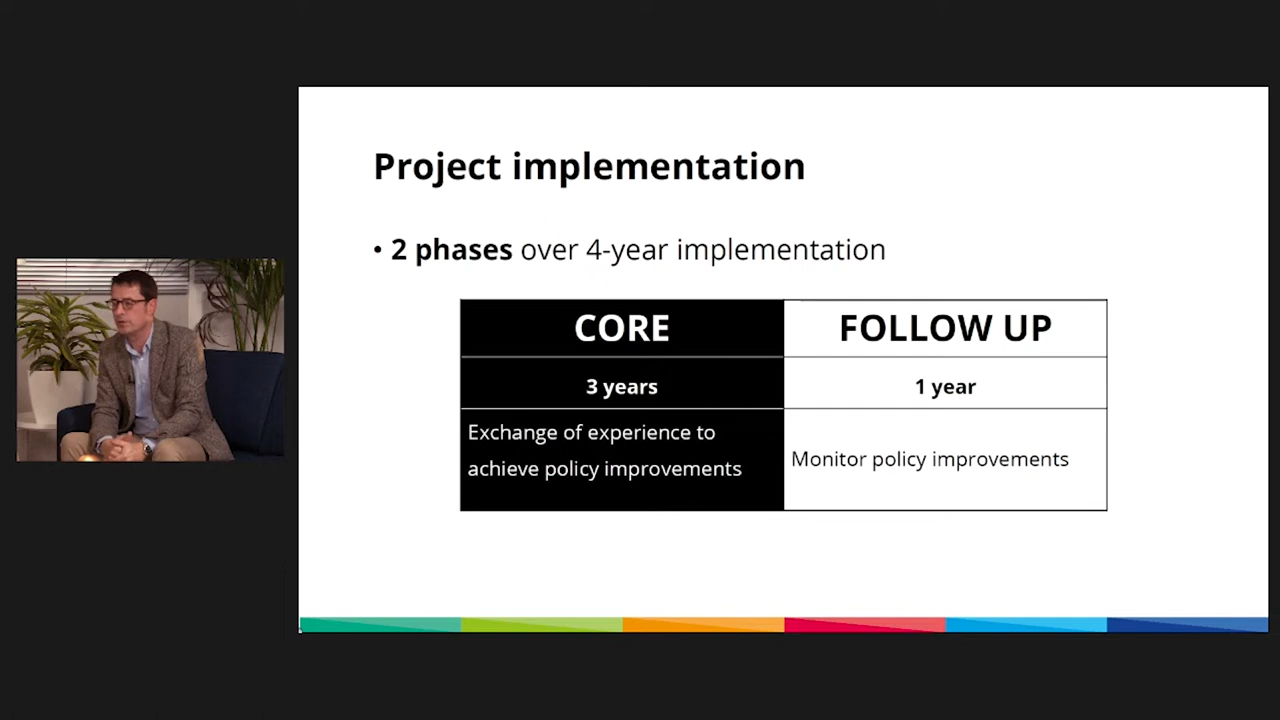 Project implementation
• 2 phases over 4-year implementation
CORE
FOLLOW UP
3 years
1 year
Exchange of experience to
achieve policy improvements
Monitor policy improvements